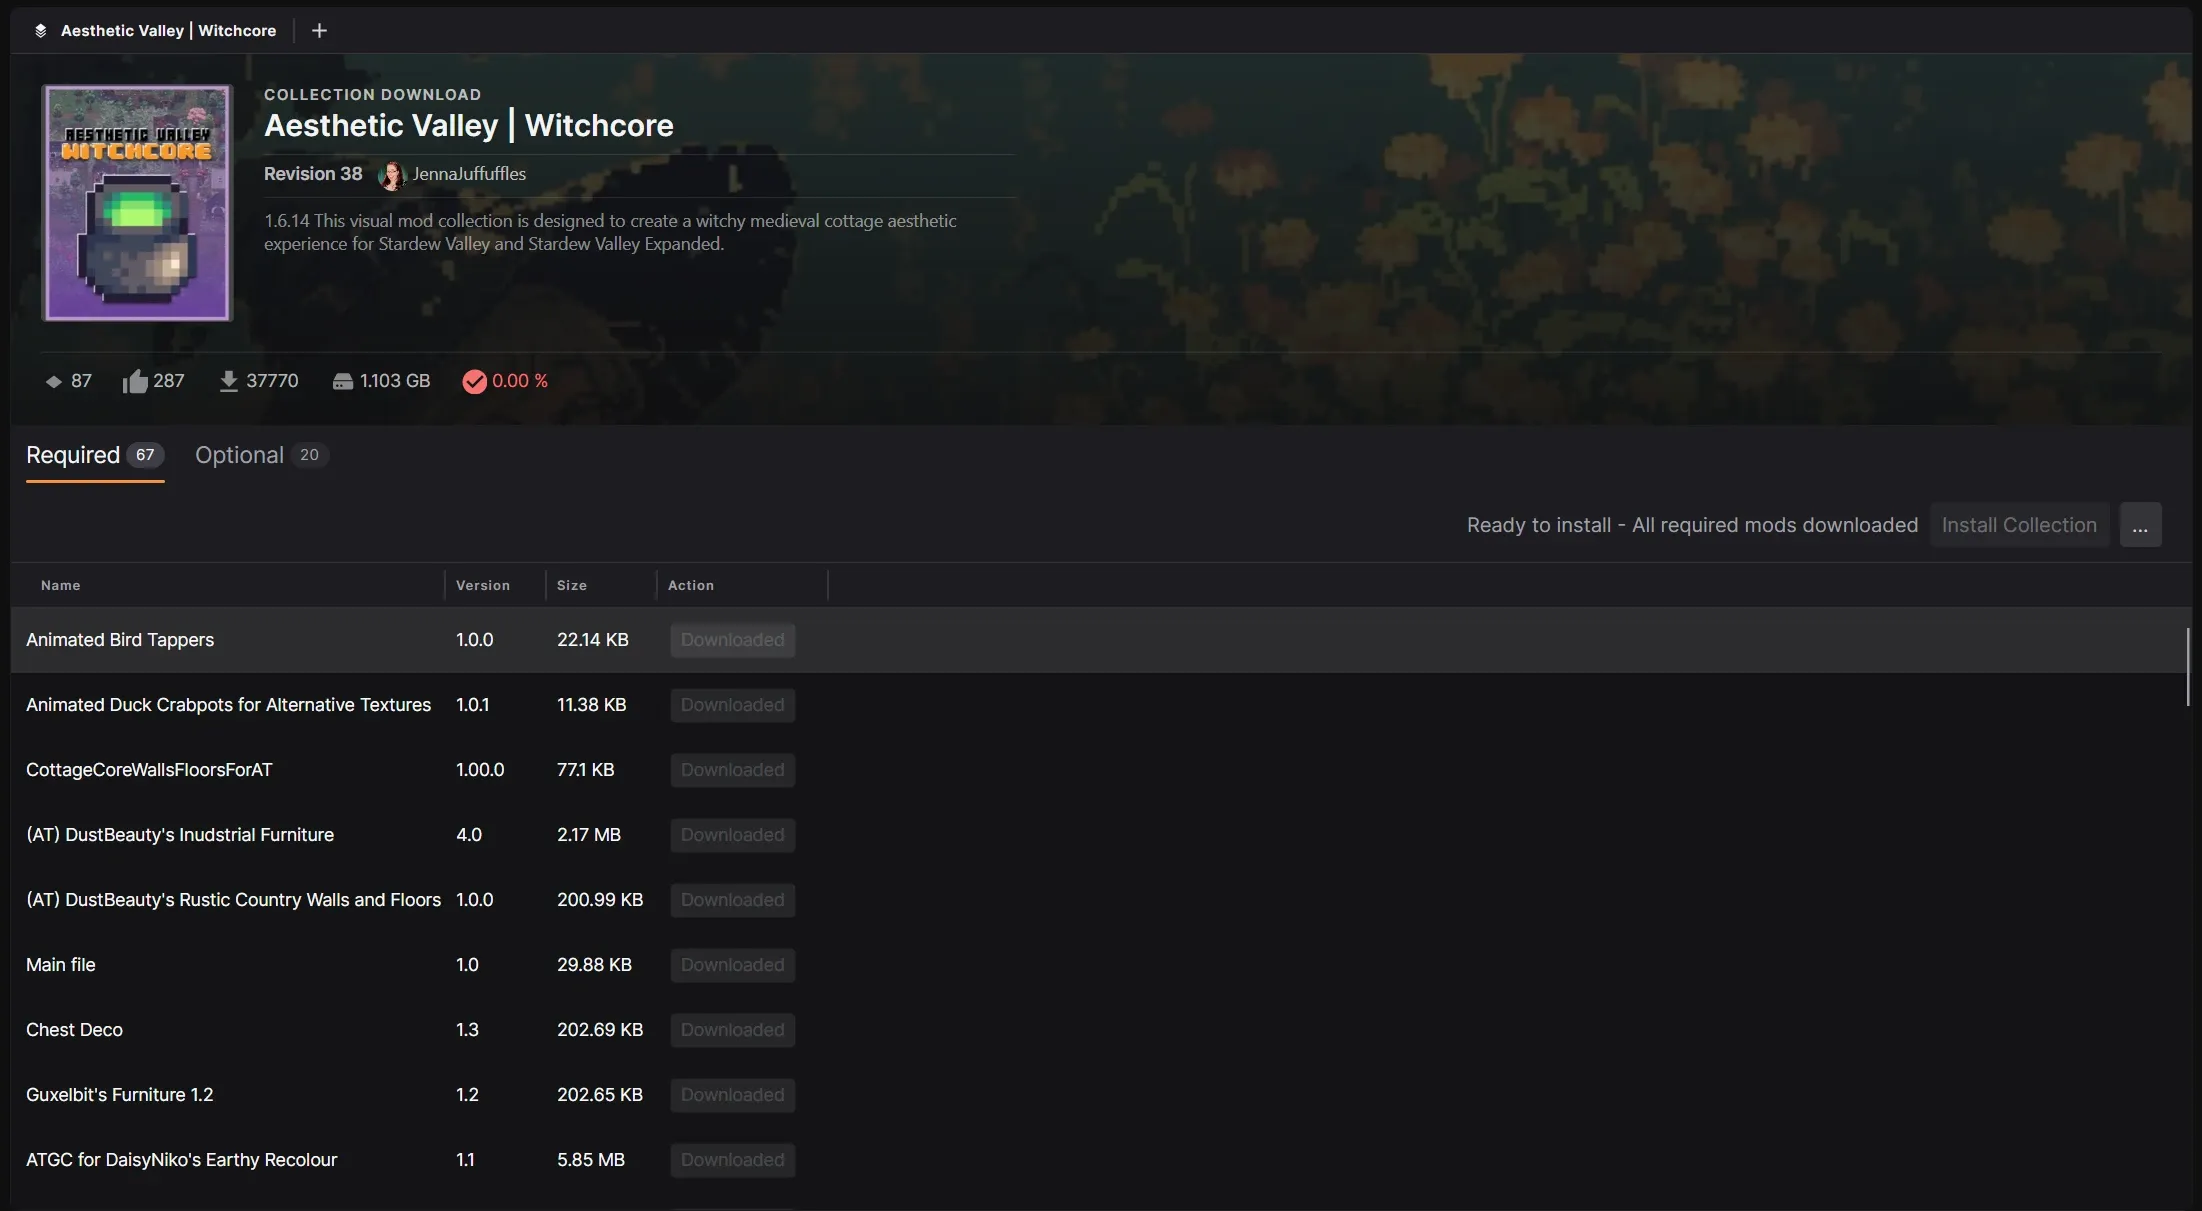 Aesthetic Valley | Witchcore
AESTHETIC VALLEY
WITCHCORE
COLLECTION DOWNLOAD
Aesthetic Valley | Witchcore
Revision 38 JennaJuffuffles
1.6.14 This visual mod collection is designed to create a witchy medieval cottage aesthetic
experience for Stardew Valley and Stardew Valley Expanded.
87 287 37770 1.103 GB 0.00 %
Required 67 Optional 20
Ready to install - All required mods downloaded Install Collection ...
Name Version Size Action
Animated Bird Tappers 1.0.0 22.14 KB Downloaded
Animated Duck Crabpots for Alternative Textures 1.0.1 11.38 KB Downloaded
CottageCoreWallsFloorsForAT 1.00.0 77.1 KB Downloaded
(AT) DustBeauty's Inudstrial Furniture 4.0 2.17 MB Downloaded
(AT) DustBeauty's Rustic Country Walls and Floors 1.0.0 200.99 KB Downloaded
Main file 1.0 29.88 KB Downloaded
Chest Deco 1.3 202.69 KB Downloaded
Guxelbit's Furniture 1.2 1.2 202.65 KB Downloaded
ATGC for DaisyNiko's Earthy Recolour 1.1 5.85 MB Downloaded